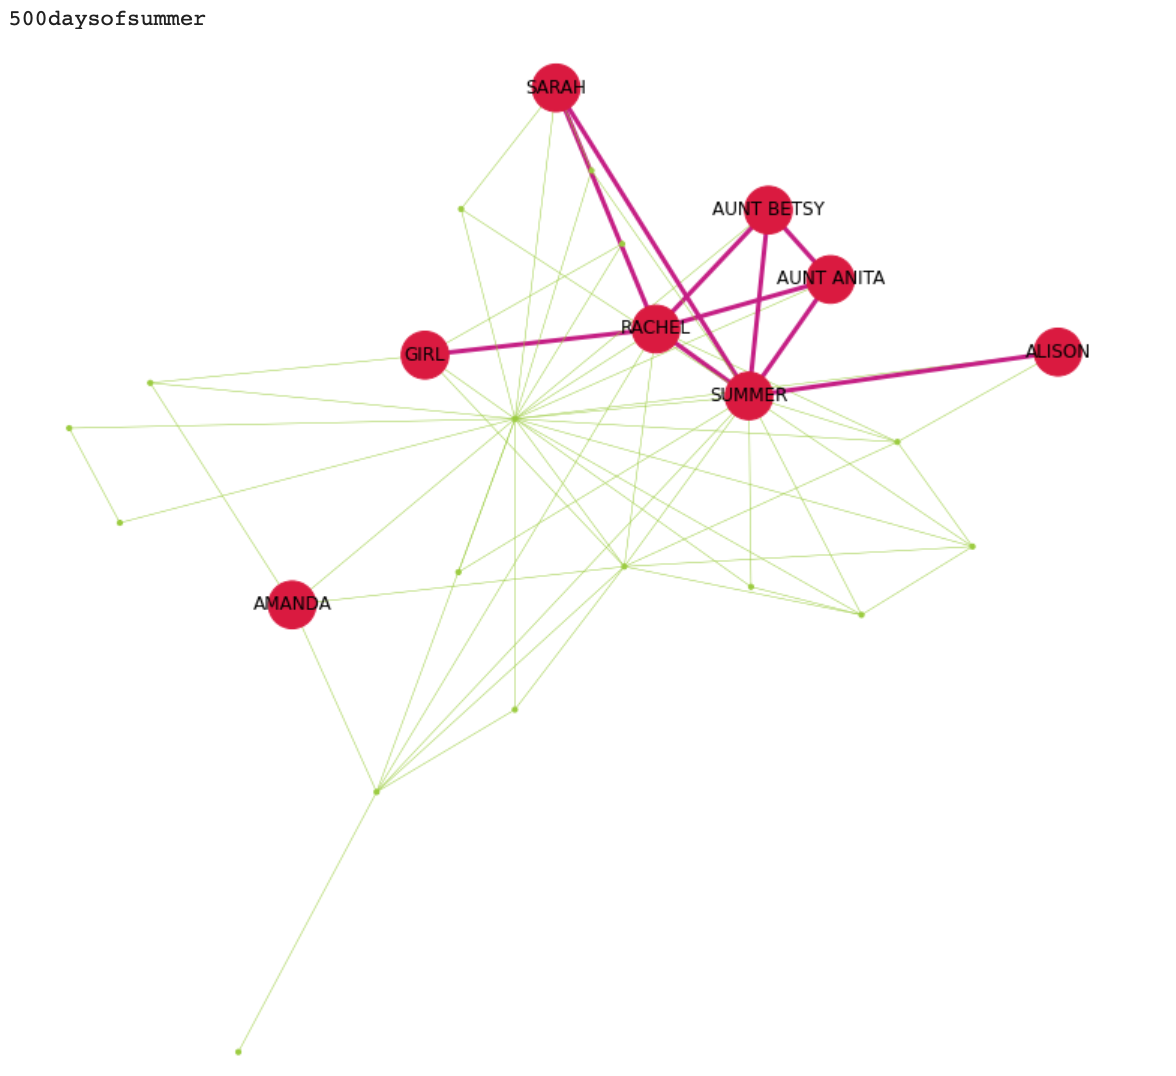 500daysofsummer
SARAH
AUNT BETSY
AUNT ANITA
RACHEL
GIRL
ALISON
SUMMER
AMANDA